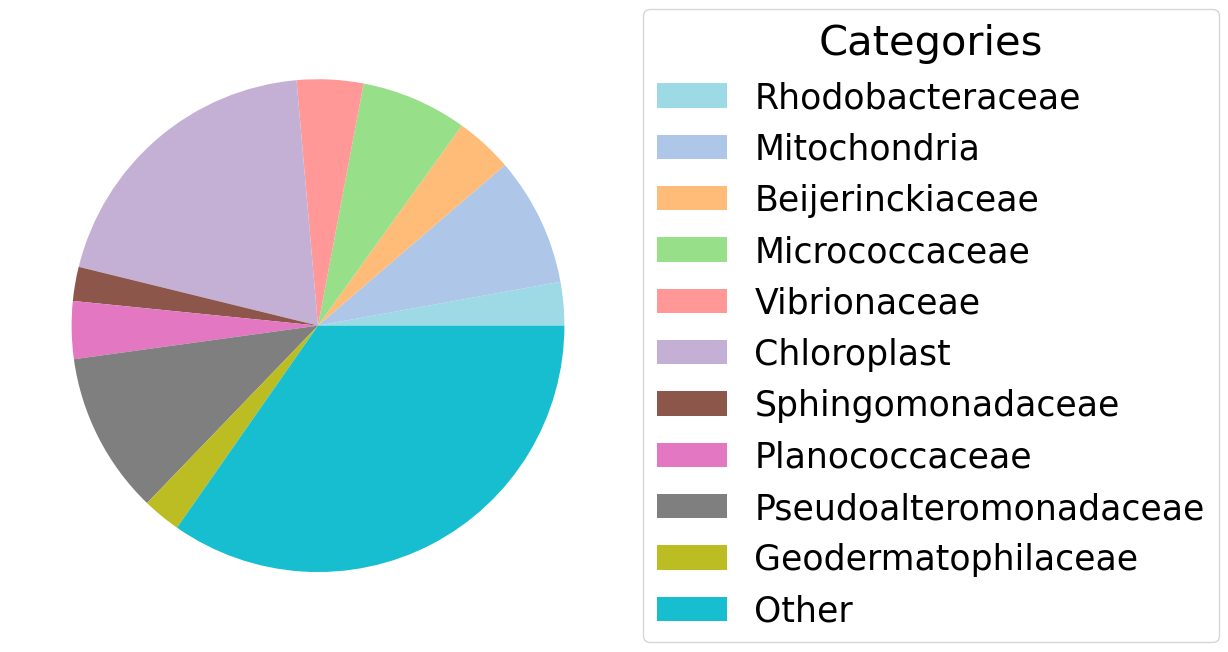 Categories
Rhodobacteraceae
Mitochondria
Beijerinckiaceae
Micrococcaceae
Vibrionaceae
Chloroplast
Sphingomonadaceae
Planococcaceae
Pseudoalteromonadaceae
Geodermatophilaceae
Other